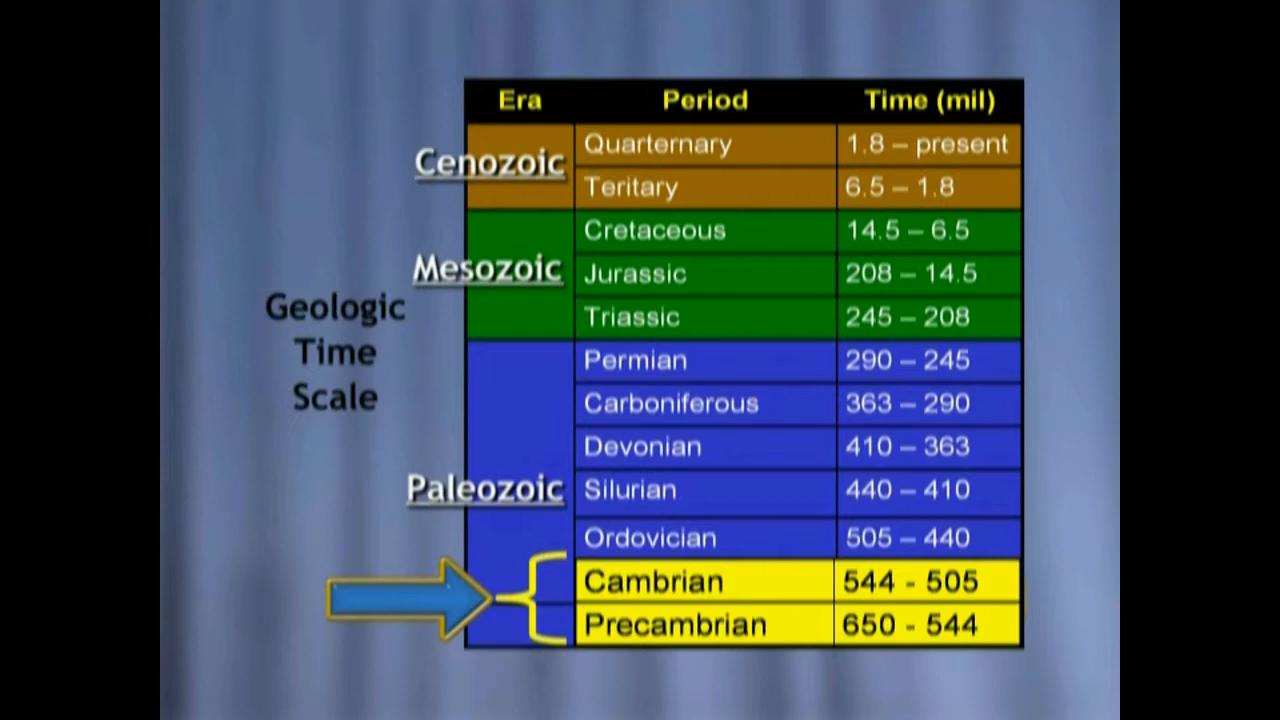 Era Period Time (mil)
Cenozoic
Quarternary 1.8 – present
Teritary 6.5 – 1.8
Mesozoic
Cretaceous 14.5 – 6.5
Jurassic 208 – 14.5
Triassic 245 – 208
Geologic
Time
Scale
Paleozoic
Permian 290 – 245
Carboniferous 363 – 290
Devonian 410 – 363
Silurian 440 – 410
Ordovician 505 – 440
Cambrian 544 - 505
Precambrian 650 - 544